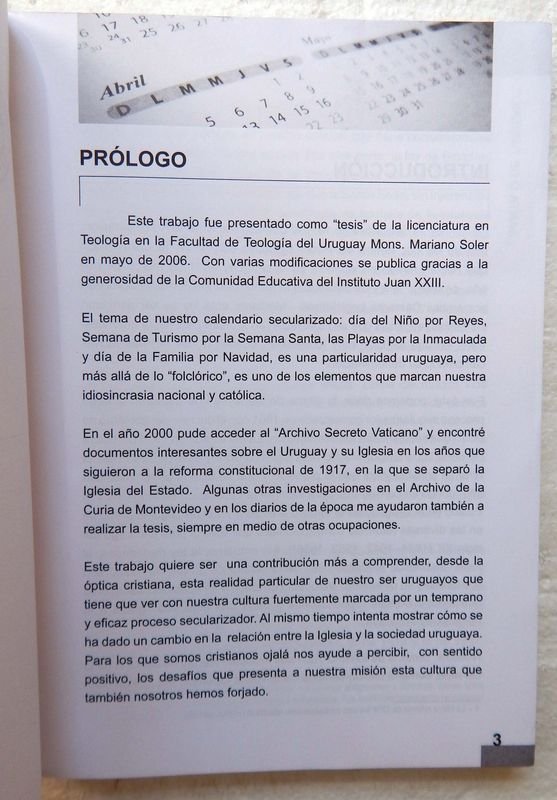 Abril
Mayo
D L M M J V S
5 6 7 8
13 14 15 16
PRÓLOGO
Este trabajo fue presentado como “tesis” de la licenciatura en
Teología en la Facultad de Teología del Uruguay Mons. Mariano Soler
en mayo de 2006. Con varias modificaciones se publica gracias a la
generosidad de la Comunidad Educativa del Instituto Juan XXIII.
El tema de nuestro calendario secularizado: día del Niño por Reyes,
Semana de Turismo por la Semana Santa, las Playas por la Inmaculada
y día de la Familia por Navidad, es una particularidad uruguaya, pero
más allá de lo “folclórico”, es uno de los elementos que marcan nuestra
idiosincrasia nacional y católica.
En el año 2000 pude acceder al “Archivo Secreto Vaticano” y encontré
documentos interesantes sobre el Uruguay y su Iglesia en los años que
siguieron a la reforma constitucional de 1917, en la que se separó la
Iglesia del Estado. Algunas otras investigaciones en el Archivo de la
Curia de Montevideo y en los diarios de la época me ayudaron también a
realizar la tesis, siempre en medio de otras ocupaciones.
Este trabajo quiere ser una contribución más a comprender, desde la
óptica cristiana, esta realidad particular de nuestro ser uruguayos que
tiene que ver con nuestra cultura fuertemente marcada por un temprano
y eficaz proceso secularizador. Al mismo tiempo intenta mostrar cómo se
ha dado un cambio en la relación entre la Iglesia y la sociedad uruguaya.
Para los que somos cristianos ojalá nos ayude a percibir, con sentido
positivo, los desafíos que presenta a nuestra misión esta cultura que
también nosotros hemos forjado.
3